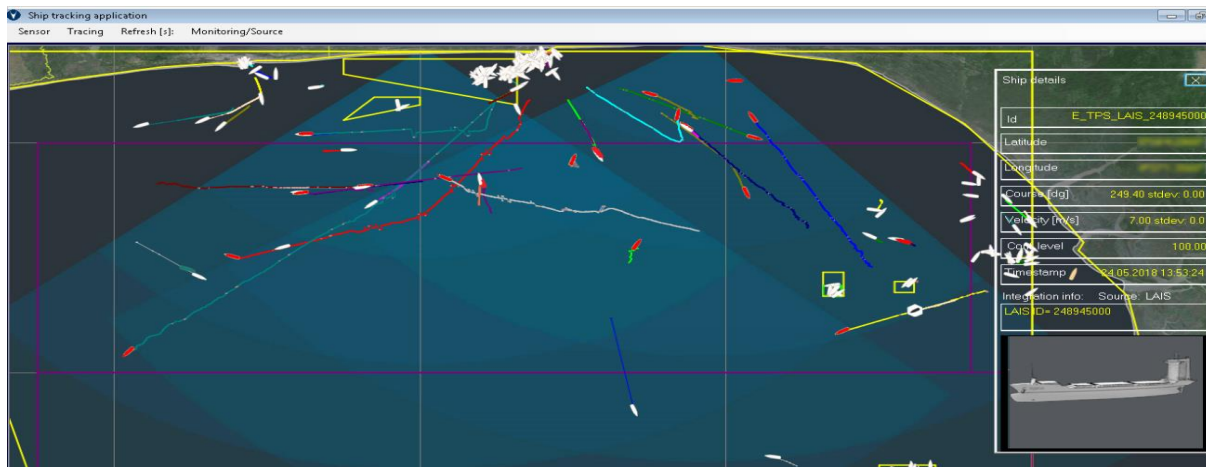 Ship tracking application
Sensor Tracing Refresh [s]: Monitoring/Source
Ship details
Id E_TPS_LAIS_248945000
Latitude
Longitude
Course [dg] 249.40 stdev: 0.00
Velocity [m/s] 7.00 stdev: 0.0
level 100.00
Timestamp 24.05.2018 13:53:24
Integration info: Source: LAIS
LAIS ID= 248945000